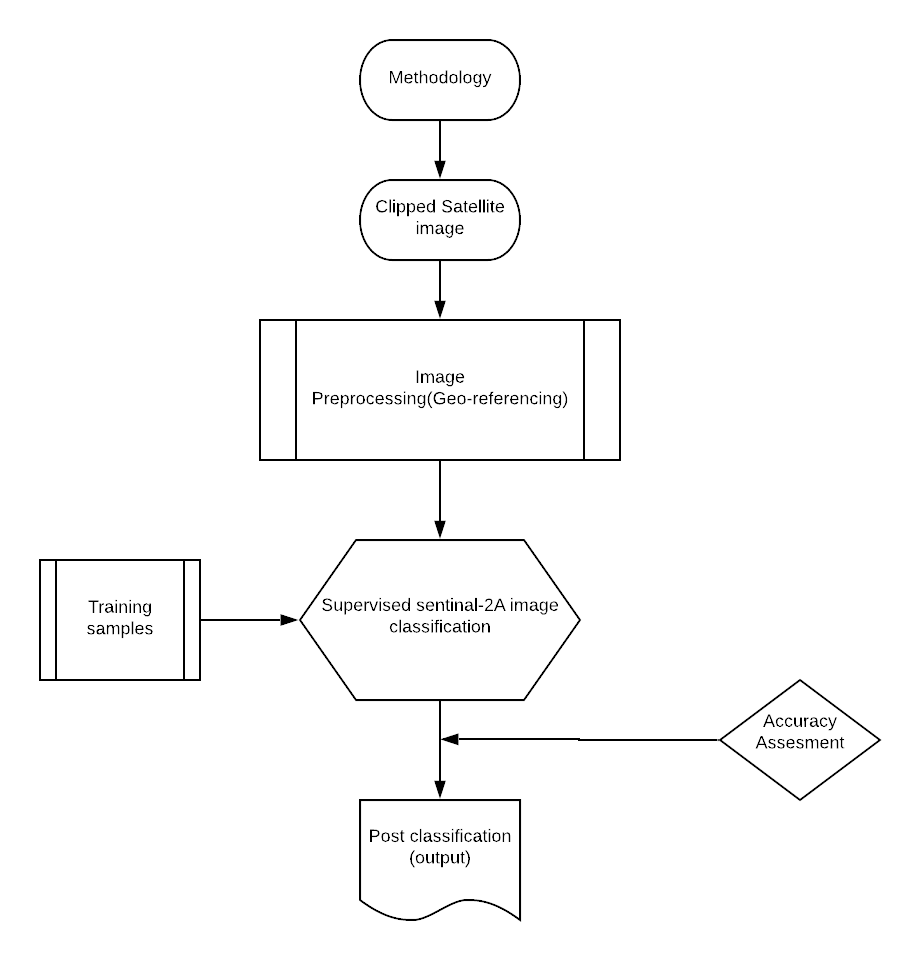 Methodology
Clipped Satellite
image
Image
Preprocessing(Geo-referencing)
Training
samples
Supervised sentinal-2A image
classification
Accuracy
Assesment
Post classification
(output)